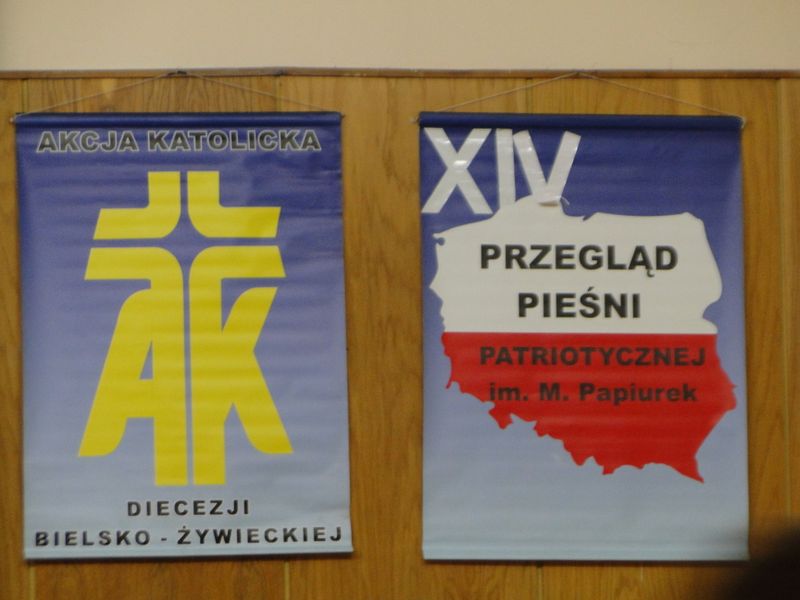 AKCJA KATOLICKA
AK
DIECEZJI
BIELSKO - ŻYWIECKIEJ
XIV
PRZEGLĄD
PIEŚNI
PATRIOTYCZNEJ
im. M. Papiurek